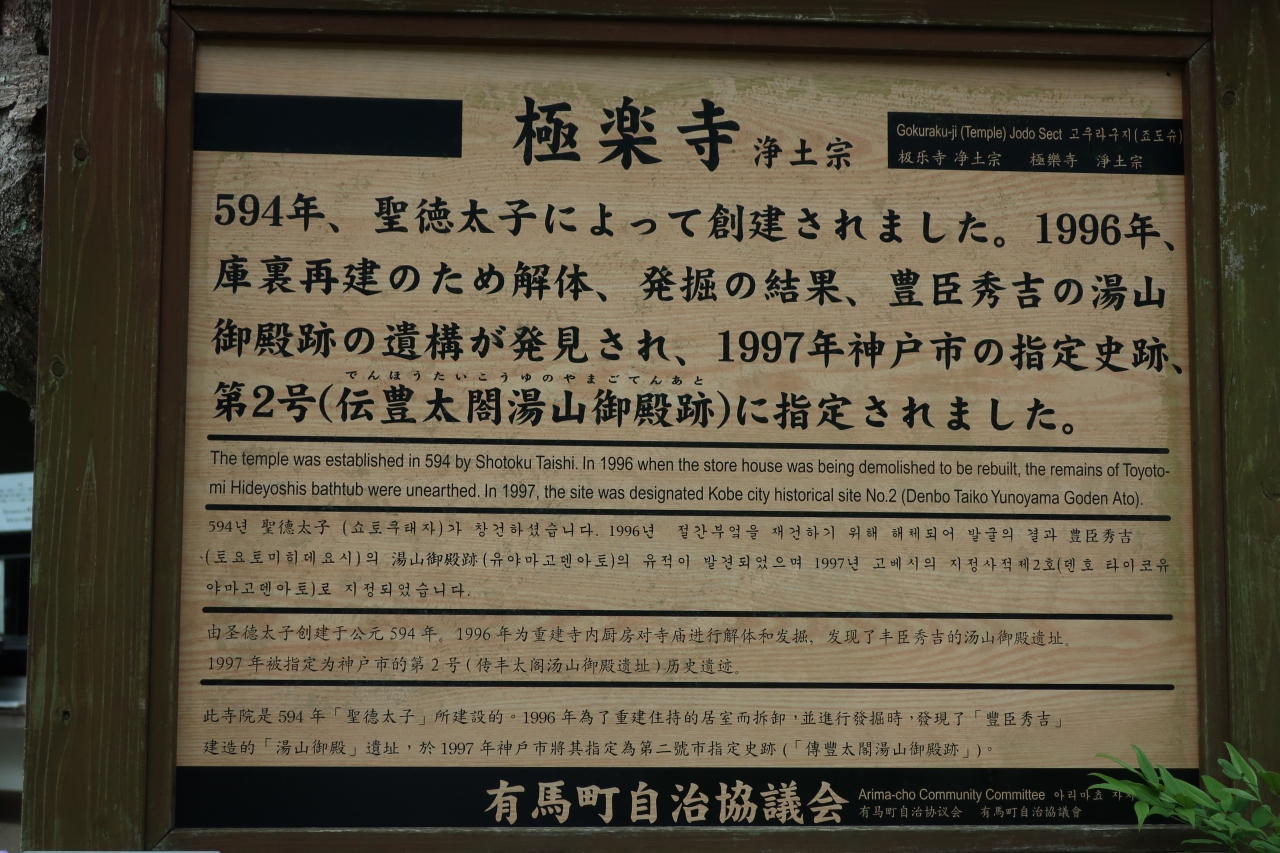 極楽寺 浄土宗
Gokuraku-ji (Temple) Jodo Sect 고쿠라쿠지(죠도슈)
极乐寺 净土宗 極樂寺 淨土宗
594年、聖徳太子によって創建されました。1996年、
庫裏再建のため解体、発掘の結果、豊臣秀吉の湯山
御殿跡の遺構が発見され、1997年神戸市の指定史跡、
でんほうたいこうゆのやまごてんあと
第2号(伝豊太閤湯山御殿跡)に指定されました。
The temple was established in 594 by Shotoku Taishi. In 1996 when the store house was being demolished to be rebuilt, the remains of Toyoto-
mi Hideyoshis bathtub were unearthed. In 1997, the site was designated Kobe city historical site No.2 (Denbo Taiko Yunoyama Goden Ato).
594년 聖德太子 (쇼토쿠태자)가 창건하셨습니다. 1996년 절간부엌을 재건하기 위해 해체되어 발굴의 결과 豊臣秀吉
(토요토미히데요시)의 湯山御殿跡(유야마고덴아토)의 유적이 발견되었으며 1997년 고베시의 지정사적제2호(덴호 타이코유
야마고덴아토)로 지정되었습니다.
由圣德太子创建于公元 594 年。1996 年为重建寺内厨房对寺庙进行解体和发掘，发现了丰臣秀吉的汤山御殿遗址。
1997 年被指定为神户市的第 2 号 (传丰太阁汤山御殿遗址) 历史遗迹。
此寺院是 594 年「聖德太子」所建設的。1996 年為了重建住持的居室而拆卸，並進行發掘時，發現了「豐臣秀吉」
建造的「湯山御殿」遺址，於 1997 年神戶市將其指定為第二號市指定史跡 (「傳豐太閤湯山御殿跡」)。
有馬町自治協議会
Arima-cho Community Committee 아리마쵸
有马町自治协议会 有馬町自治協議會